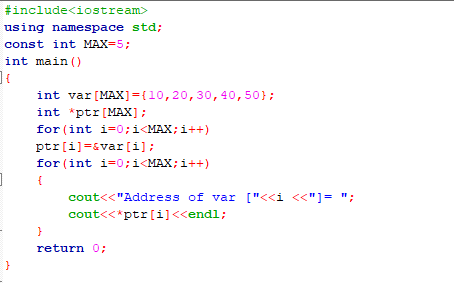 #include<iostream>
using namespace std;
const int MAX=5;
int main()
{
int var[MAX]={10,20,30,40,50};
int *ptr[MAX];
for(int i=0;i<MAX;i++)
ptr[i]=&var[i];
for(int i=0;i<MAX;i++)
{
cout<<"Address of var ["<<i <<"]= ";
cout<<*ptr[i]<<endl;
}
return 0;
}